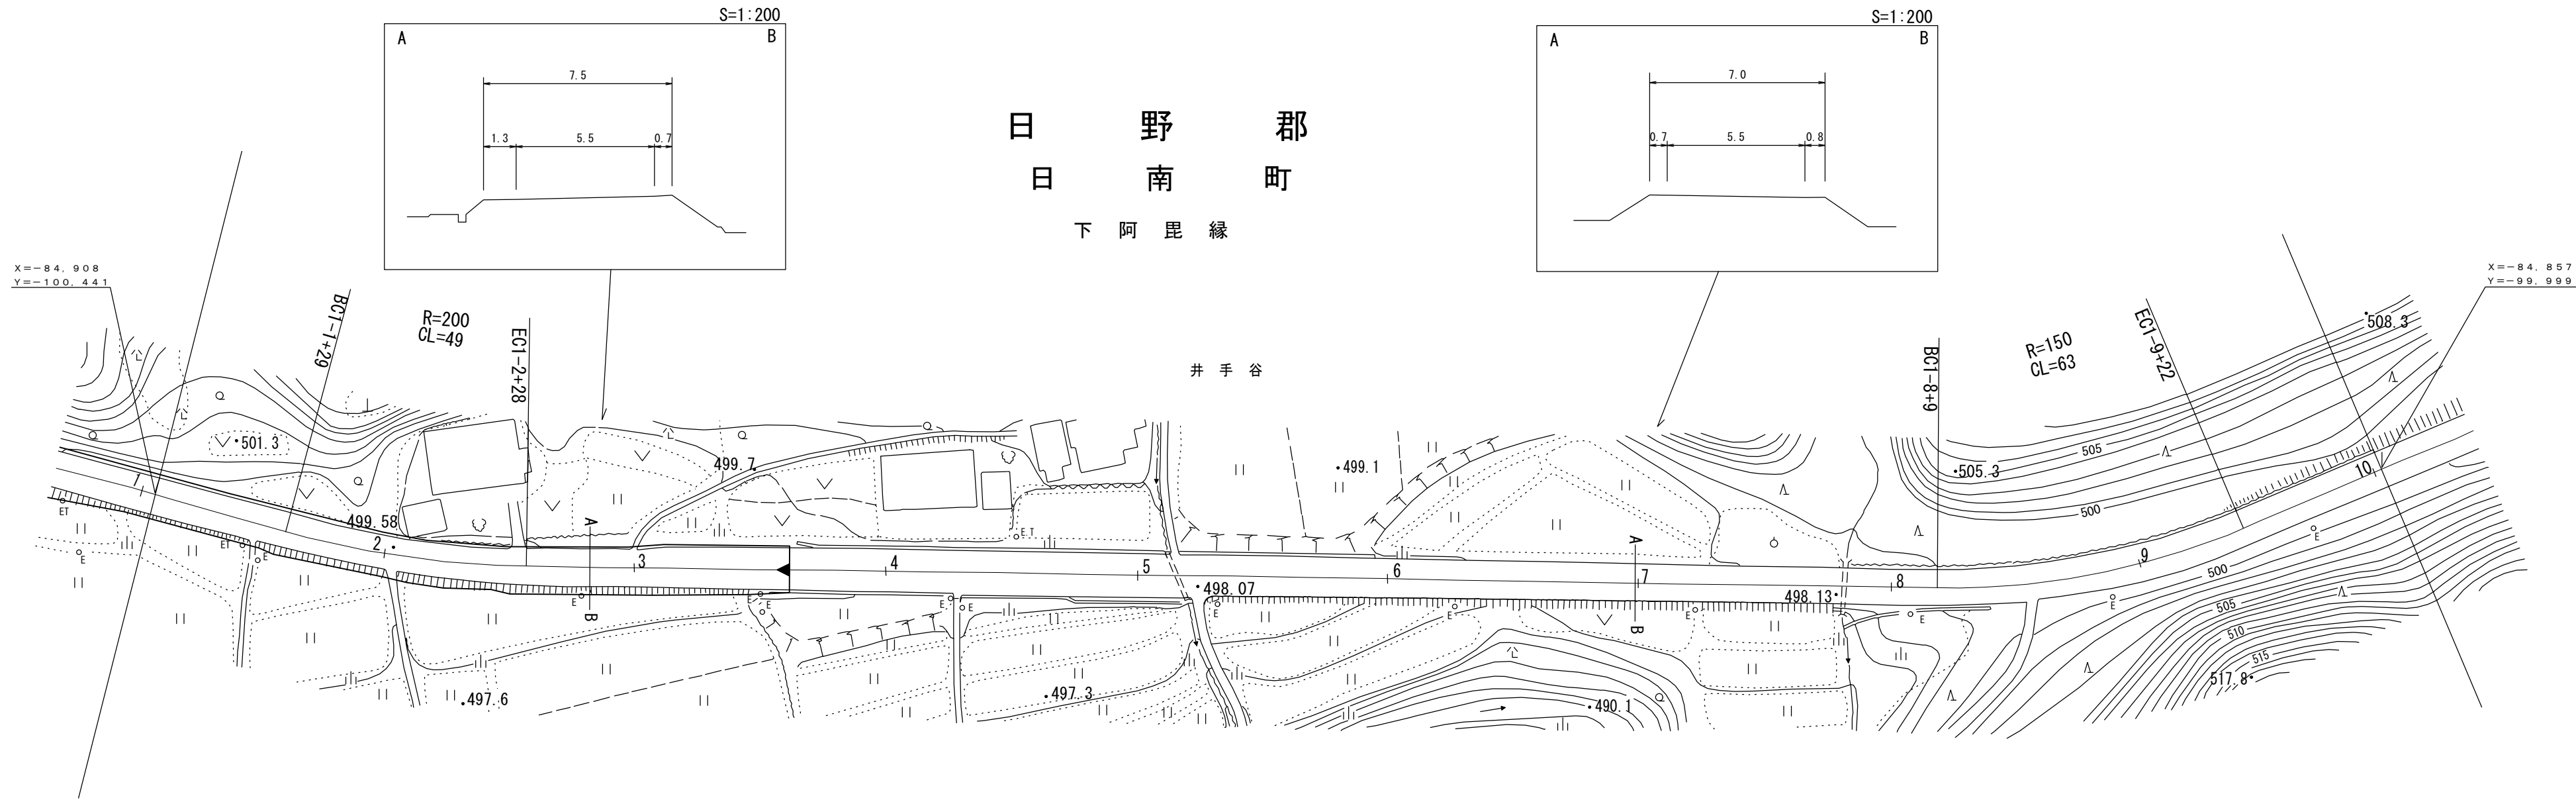 S=1:200
A B
7.5
1.3 5.5 0.7
S=1:200
A B
7.0
0.7 5.5 0.8
日野郡
日南町
下阿毘縁
井手谷
X=-84,908
Y=-100,441
X=-84,857
Y=-99,999
BC1-1+29
R=200
CL=49
EC1-2+28
BC1-8+9
R=150
CL=63
EC1-9+22
508.3
501.3
499.7
499.1
505.3
505
500
499.58
1
2
3
4
5
6
7
8
9
10
A
B
A
B
ET
E
ET
E
E
E
E
E
E
E T
E
E
E
E
E
E
498.07
498.13
500
505
510
515
517.8
497.6
497.3
490.1